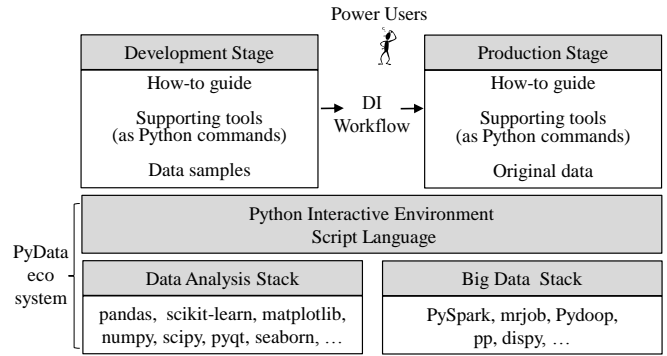 Power Users
Development Stage
How-to guide
Supporting tools
(as Python commands)
Data samples
DI
Workflow
Production Stage
How-to guide
Supporting tools
(as Python commands)
Original data
PyData
eco
system
Python Interactive Environment
Script Language
Data Analysis Stack
pandas, scikit-learn, matplotlib,
numpy, scipy, pyqt, seaborn, …
Big Data Stack
PySpark, mrjob, Pydoop,
pp, dispy, …